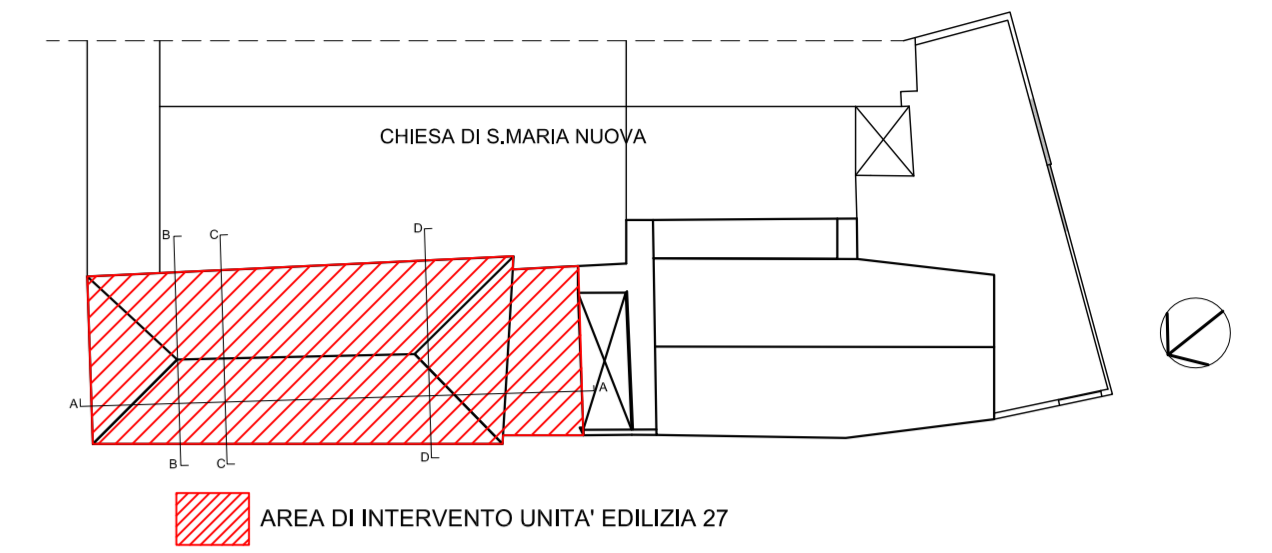 CHIESA DI S.MARIA NUOVA
B
C
D
A
A
B
C
D
AREA DI INTERVENTO UNITA' EDILIZIA 27